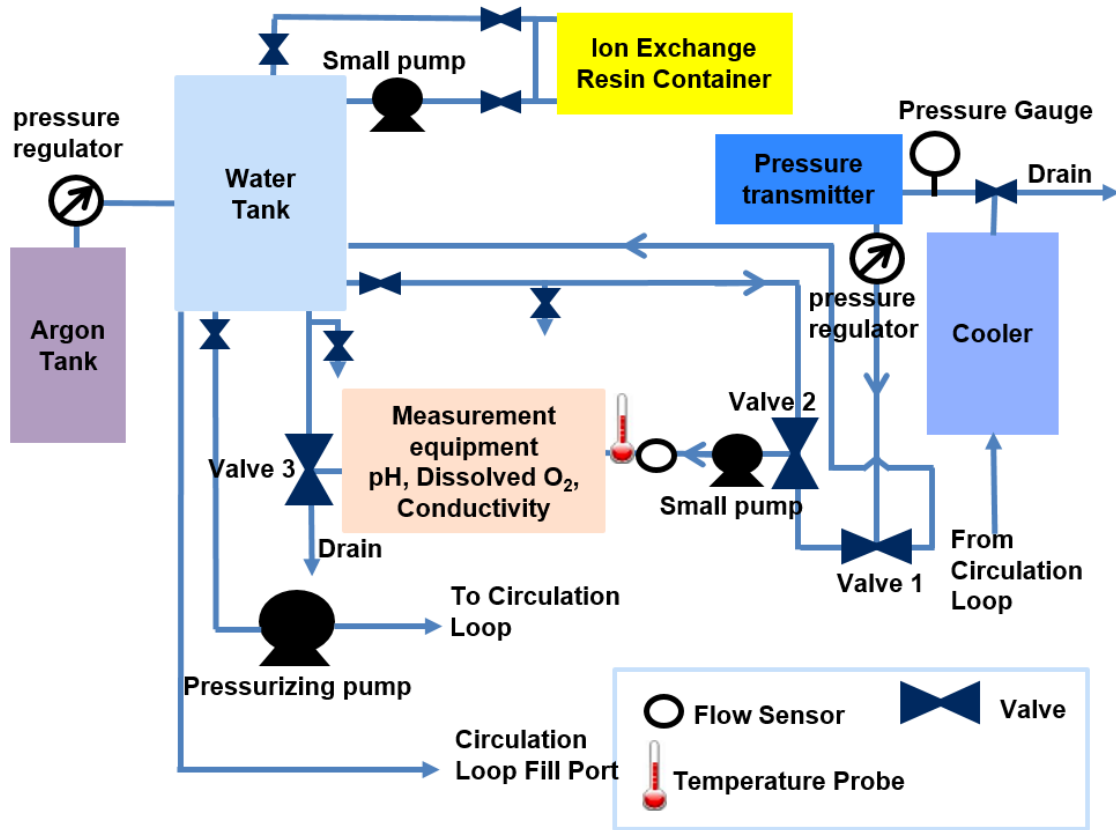 Ion Exchange
Resin Container
Small pump
Pressure Gauge
pressure
regulator
Pressure
transmitter
Drain
Water
Tank
pressure
regulator
Argon
Tank
Cooler
Measurement
equipment
pH, Dissolved O₂,
Conductivity
Valve 2
Valve 3
Small pump
Drain
Valve 1
From
Circulation
Loop
To Circulation
Loop
Pressurizing pump
Flow Sensor
Valve
Circulation
Loop Fill Port
Temperature Probe